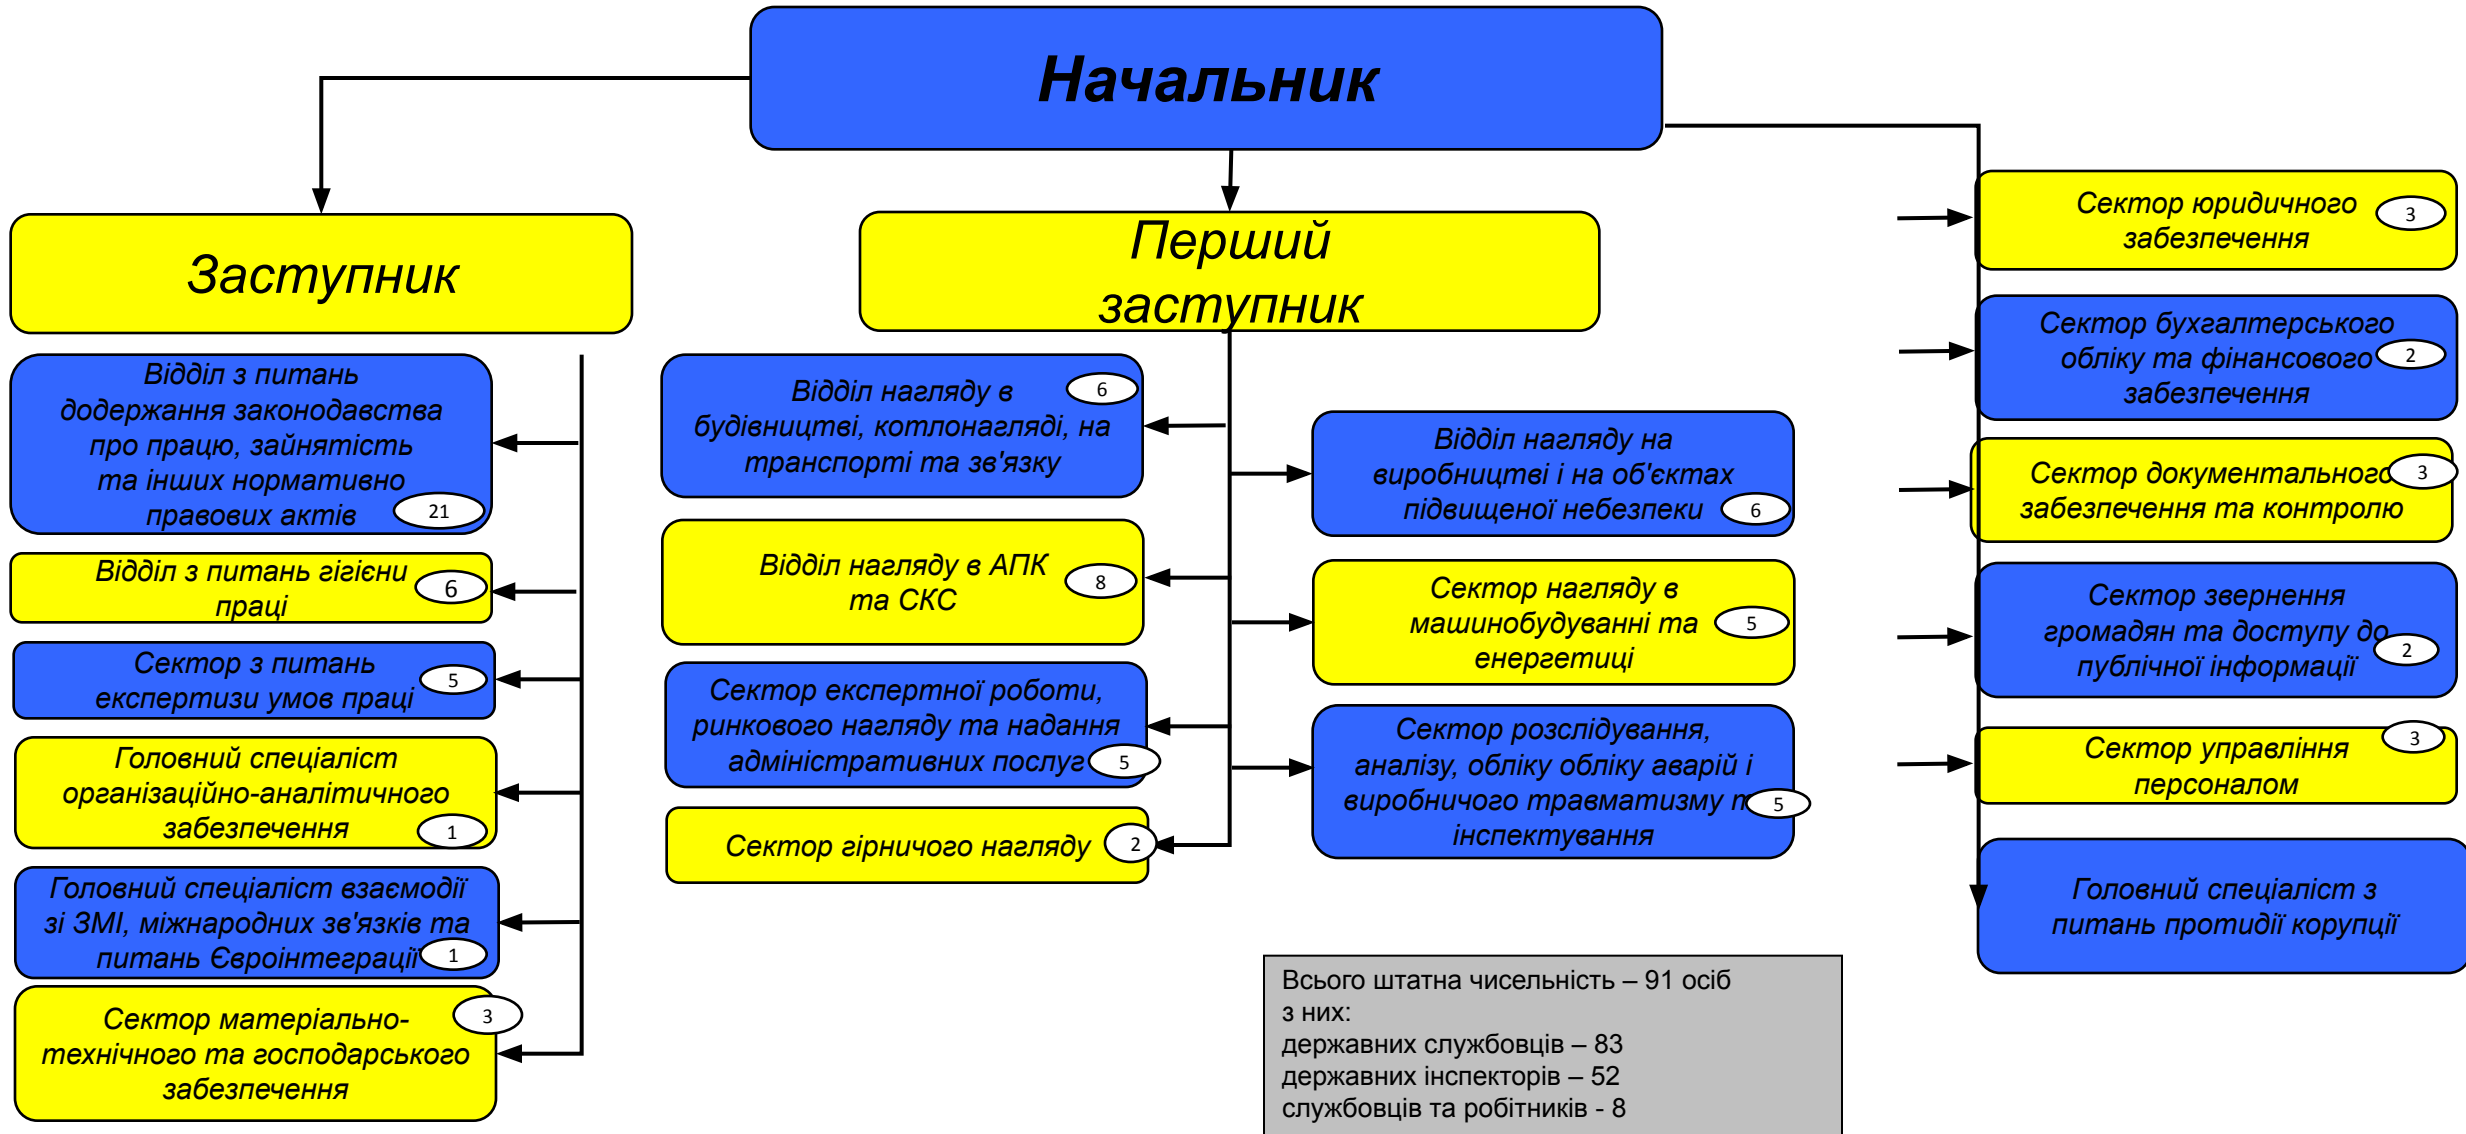 Начальник
Заступник
Перший
заступник
Відділ з питань
додержання законодавства
про працю, зайнятість
та інших нормативно
правових актів
21
Відділ з питань гігієни
праці
6
Сектор з питань
експертизи умов праці
5
Головний спеціаліст
організаційно-аналітичного
забезпечення
1
Головний спеціаліст взаємодії
зі ЗМІ, міжнародних зв'язків та
питань Євроінтеграції
1
Сектор матеріально-
технічного та господарського
забезпечення
3
Відділ нагляду в
будівництві, котлонагляді, на
транспорті та зв'язку
6
Відділ нагляду в АПК
та СКС
8
Сектор експертної роботи,
ринкового нагляду та надання
адміністративних послуг
5
Сектор гірничого нагляду
2
Відділ нагляду на
виробництві і на об'єктах
підвищеної небезпеки
6
Сектор нагляду в
машинобудуванні та
енергетиці
5
Сектор розслідування,
аналізу, обліку обліку аварій і
виробничого травматизму
інспектування
5
Сектор юридичного
забезпечення
3
Сектор бухгалтерського
обліку та фінансового
забезпечення
2
Сектор документального
забезпечення та контролю
3
Сектор звернення
громадян та доступу до
публічної інформації
2
Сектор управління
персоналом
3
Головний спеціаліст з
питань протидії корупції
Всього штатна чисельність – 91 осіб
з них:
державних службовців – 83
державних інспекторів – 52
службовців та робітників - 8